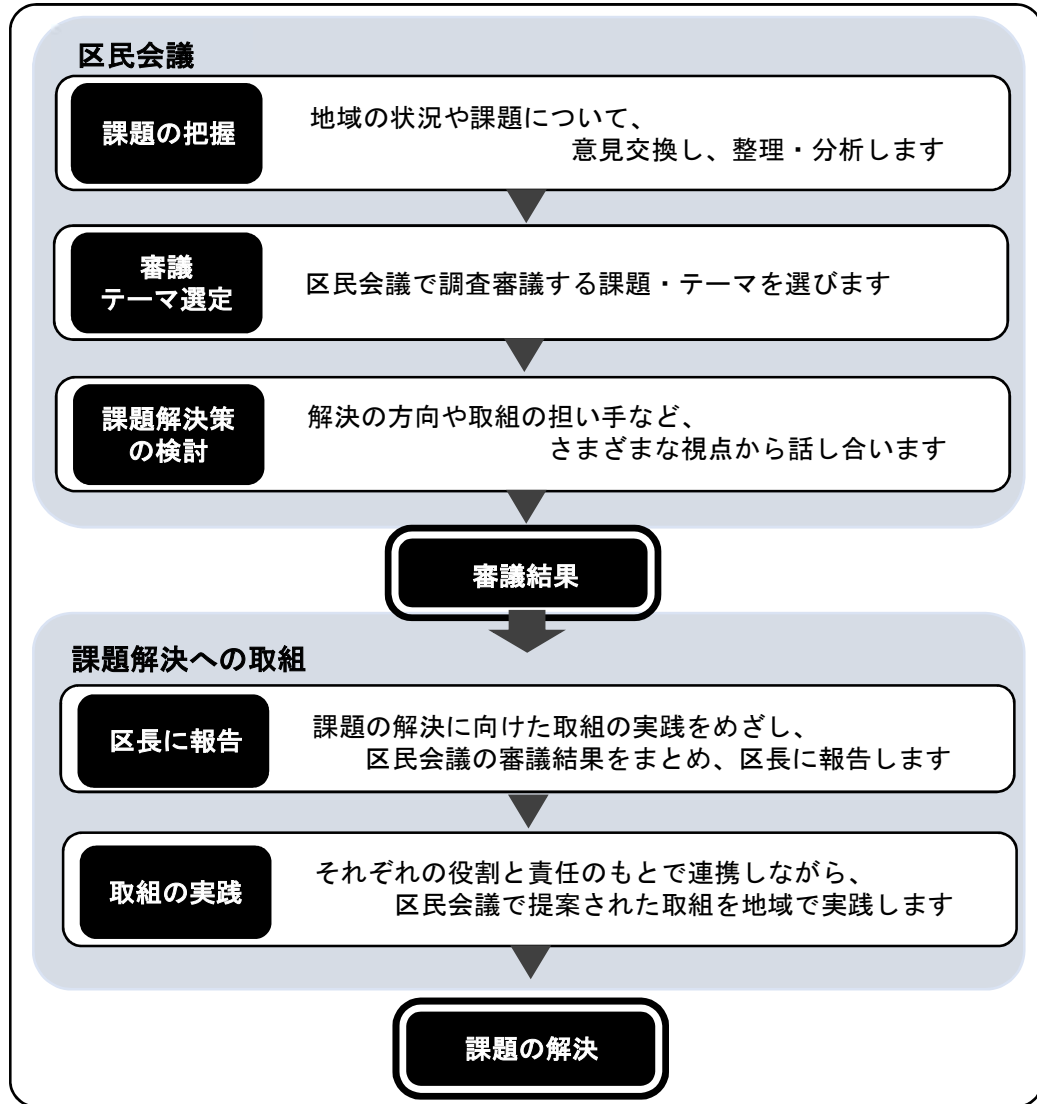 区民会議
課題の把握
地域の状況や課題について、
意見交換し、整理・分析します
審議
テーマ選定
区民会議で調査審議する課題・テーマを選びます
課題解決策
の検討
解決の方向や取組の担い手など、
さまざまな視点から話し合います
審議結果
課題解決への取組
区長に報告
課題の解決に向けた取組の実践をめざし、
区民会議の審議結果をまとめ、区長に報告します
取組の実践
それぞれの役割と責任のもとで連携しながら、
区民会議で提案された取組を地域で実践します
課題の解決